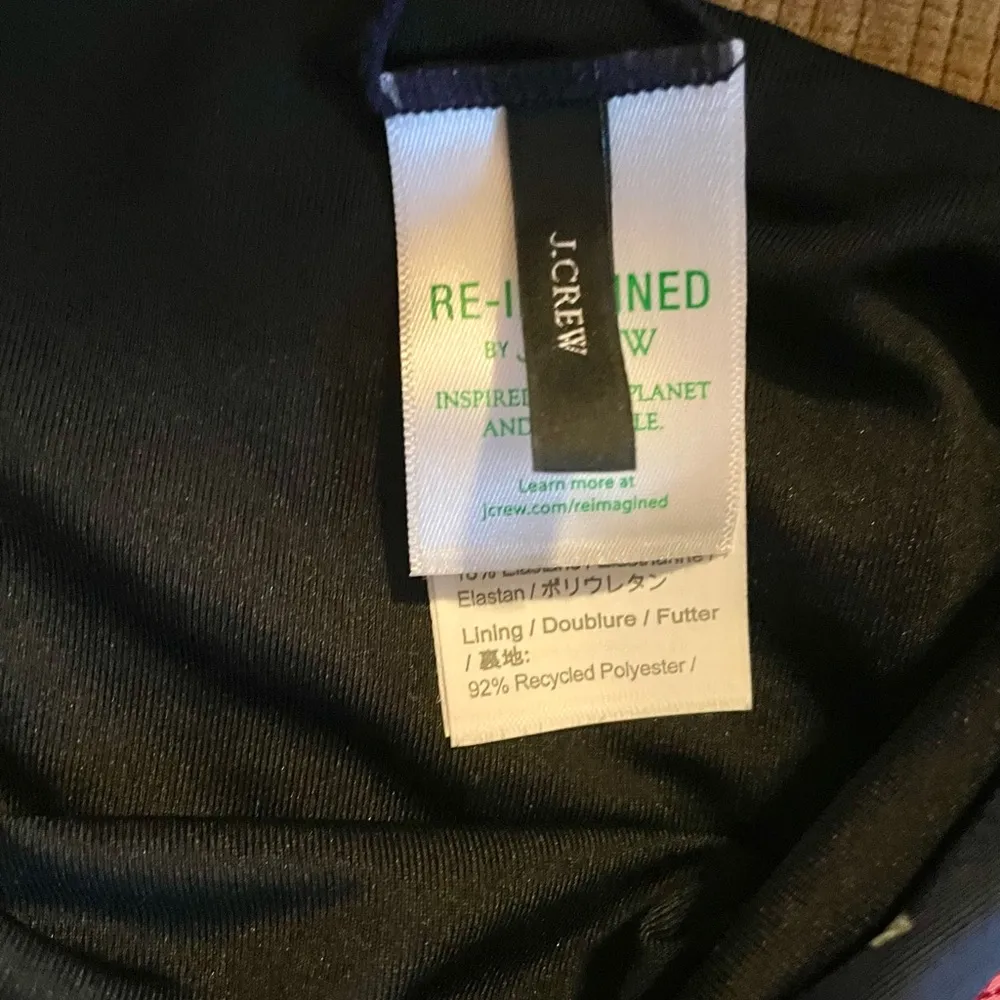 J.CREW
RE-I INED
BY J W
INSPIRED PLANET
AND LE.
Learn more at
jcrew.com/reimagined
Elastan / ポリウレタン
Lining / Doublure / Futter
/ 裏地:
92% Recycled Polyester /